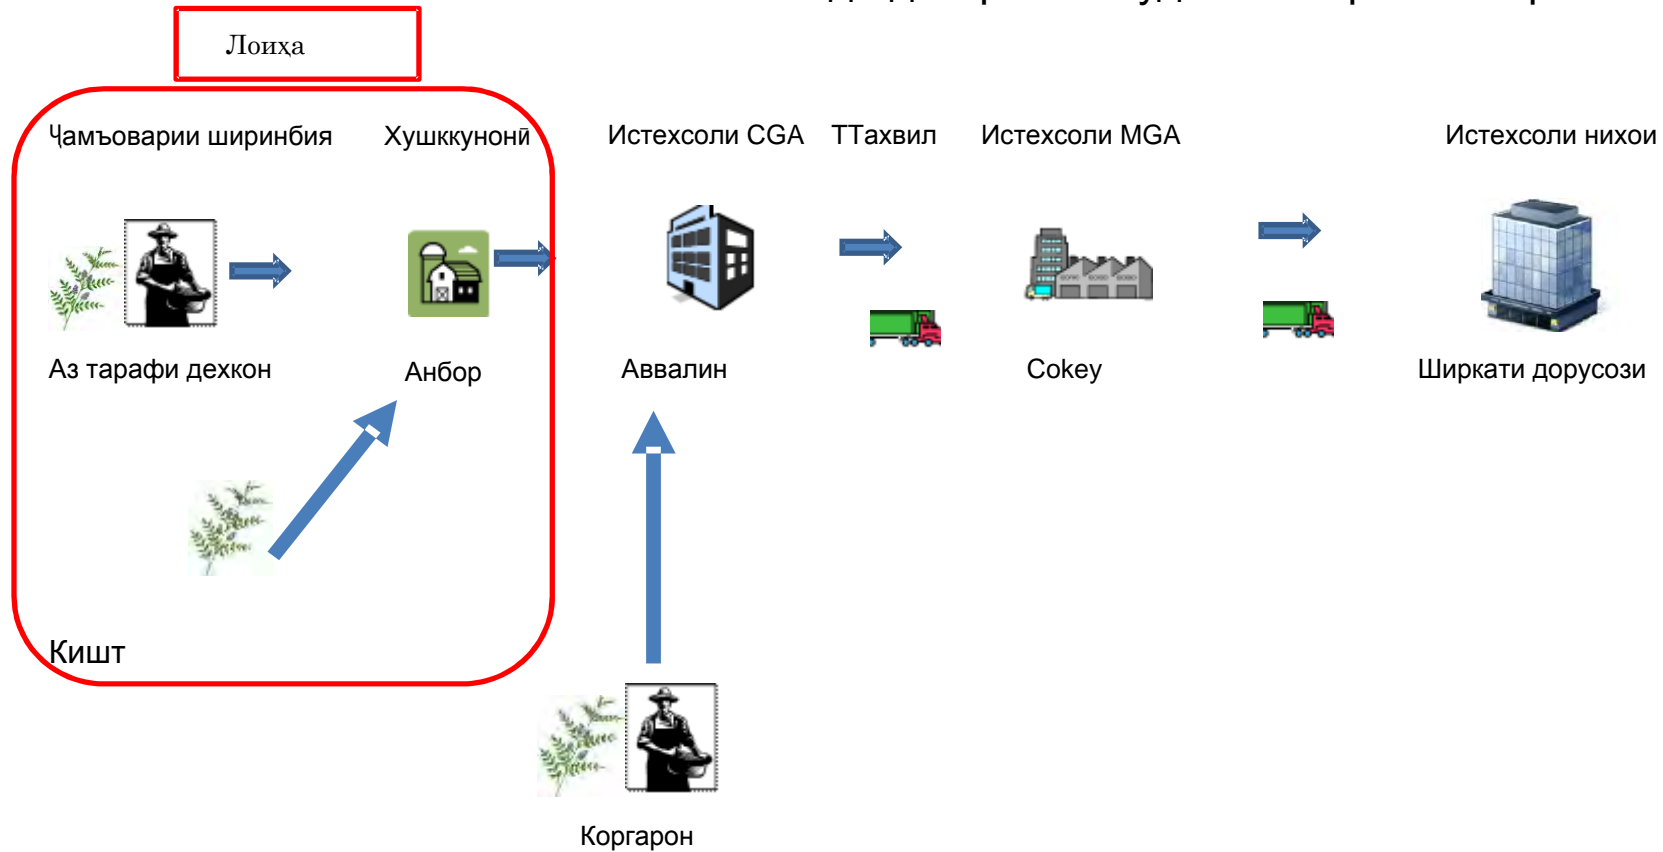 Лоиҳа
Ҷамъоварии ширинбия
Хушккунонӣ
Истехсоли CGA
ТТахвил
Истехсоли MGA
Истехсоли нихои
Аз тарафи дехкон
Анбор
Аввалин
Cokey
Ширкати дорусози
Кишт
Коргарон